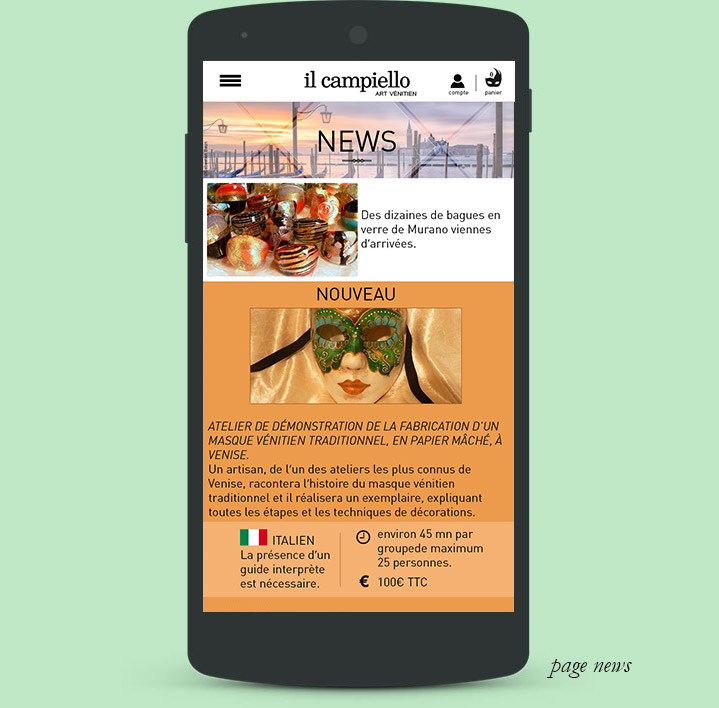 il campiello
ART VÉNITIEN
compte
0
panier
NEWS
Des dizaines de bagues en
verre de Murano viennes
d'arrivées.
NOUVEAU
ATELIER DE DÉMONSTRATION DE LA FABRICATION D'UN
MASQUE VÉNITIEN TRADITIONNEL, EN PAPIER MÂCHÉ, À
VENISE.
Un artisan, de l'un des ateliers les plus connus de
Venise, racontera l'histoire du masque vénitien
traditionnel et il réalisera un exemplaire, expliquant
toutes les étapes et les techniques de décorations.
ITALIEN
La présence d'un
guide interprète
est nécessaire.
environ 45 mn par
groupede maximum
25 personnes.
€ 100€ TTC
page news